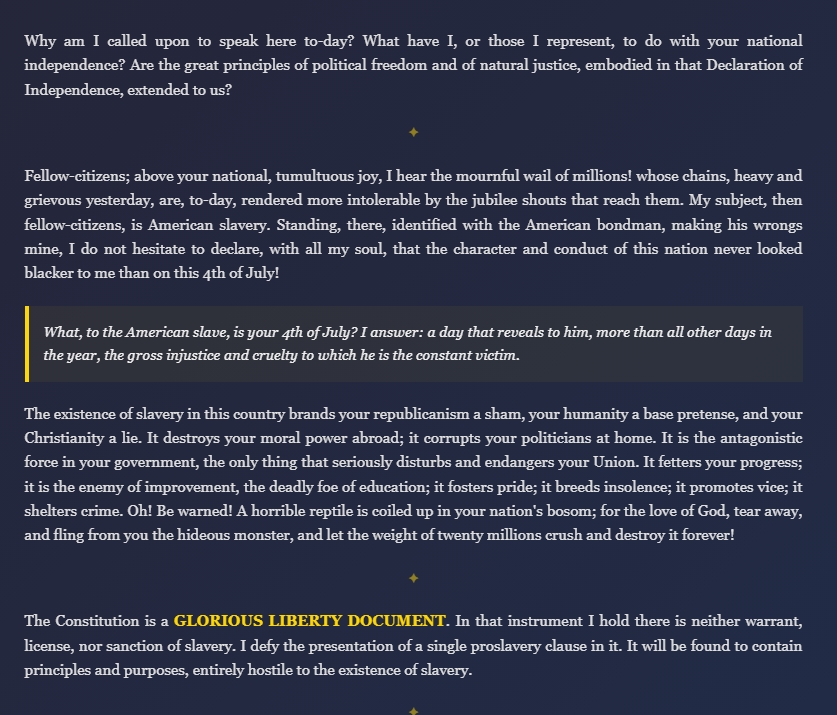 Why am I called upon to speak here to-day? What have I, or those I represent, to do with your national
independence? Are the great principles of political freedom and of natural justice, embodied in that Declaration of
Independence, extended to us?
Fellow-citizens; above your national, tumultuous joy, I hear the mournful wail of millions! whose chains, heavy and
grievous yesterday, are, to-day, rendered more intolerable by the jubilee shouts that reach them. My subject, then
fellow-citizens, is American slavery. Standing, there, identified with the American bondman, making his wrongs
mine, I do not hesitate to declare, with all my soul, that the character and conduct of this nation never looked
blacker to me than on this 4th of July!
What, to the American slave, is your 4th of July? I answer: a day that reveals to him, more than all other days in
the year, the gross injustice and cruelty to which he is the constant victim.
The existence of slavery in this country brands your republicanism a sham, your humanity a base pretense, and your
Christianity a lie. It destroys your moral power abroad; it corrupts your politicians at home. It is the antagonistic
force in your government, the only thing that seriously disturbs and endangers your Union. It fetters your progress;
it is the enemy of improvement, the deadly foe of education; it fosters pride; it breeds insolence; it promotes vice; it
shelters crime. Oh! Be warned! A horrible reptile is coiled up in your nation's bosom; for the love of God, tear away,
and fling from you the hideous monster, and let the weight of twenty millions crush and destroy it forever!
The Constitution is a GLORIOUS LIBERTY DOCUMENT. In that instrument I hold there is neither warrant,
license, nor sanction of slavery. I defy the presentation of a single proslavery clause in it. It will be found to contain
principles and purposes, entirely hostile to the existence of slavery.